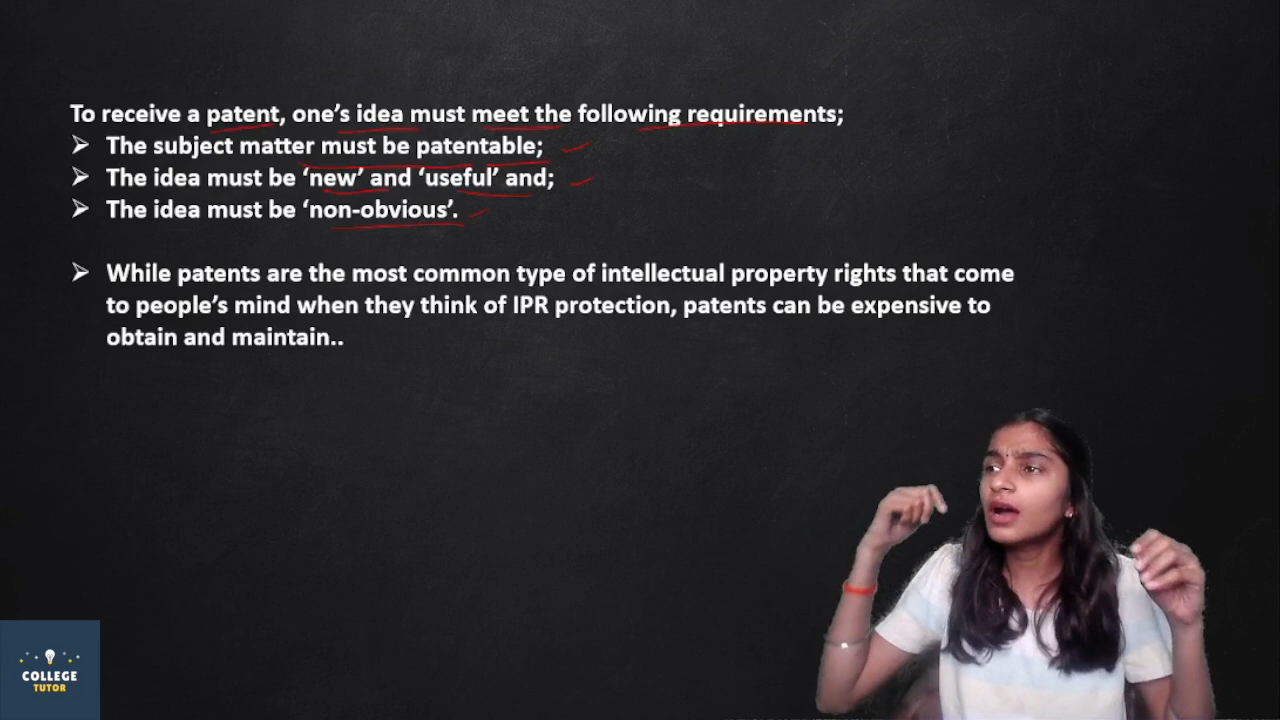 To receive a patent, one's idea must meet the following requirements;
➢ The subject matter must be patentable;
➢ The idea must be ‘new’ and ‘useful’ and;
➢ The idea must be ‘non-obvious’.
➢ While patents are the most common type of intellectual property rights that come
to people’s mind when they think of IPR protection, patents can be expensive to
obtain and maintain..
COLLEGE
TUTOR